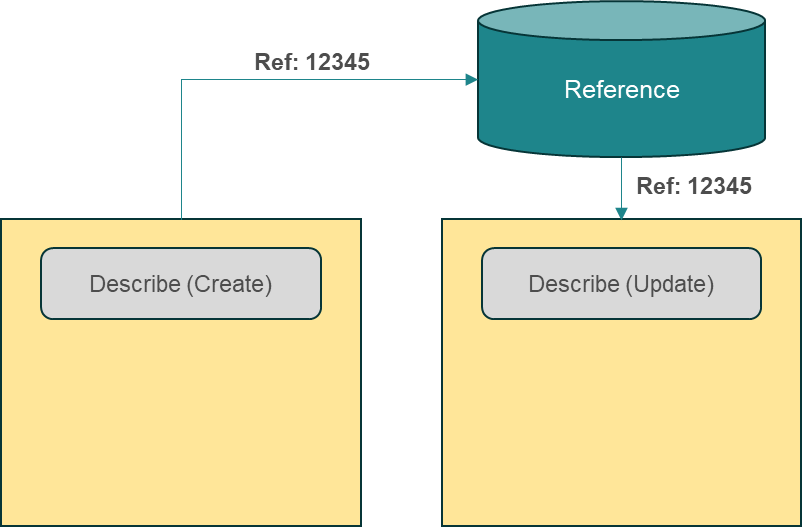 Ref: 12345
Reference
Ref: 12345
Describe (Create)
Describe (Update)